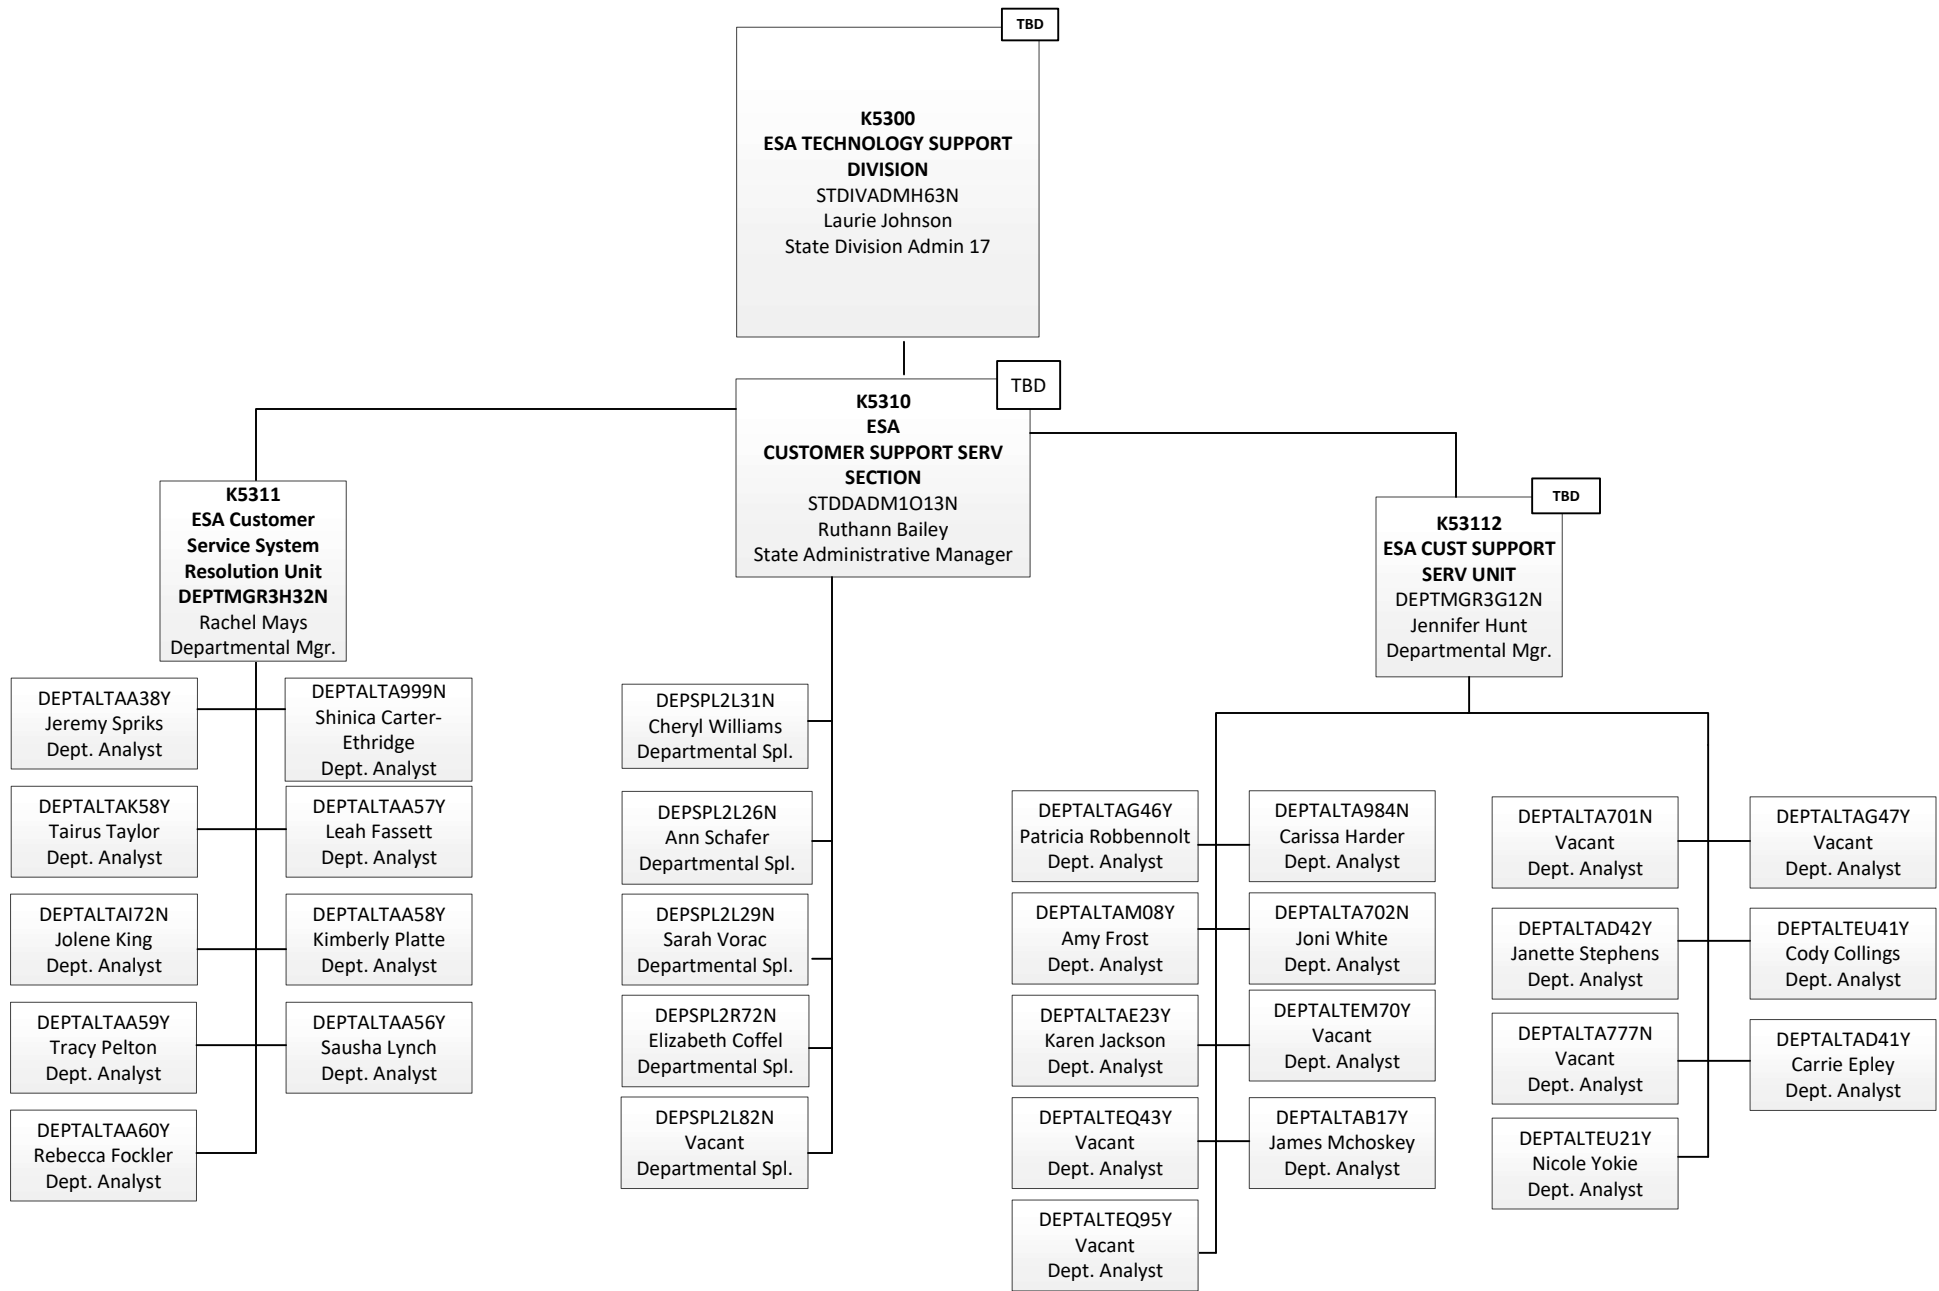 TBD
K5300
ESA TECHNOLOGY SUPPORT
DIVISION
STDIVADMH63N
Laurie Johnson
State Division Admin 17
TBD
K5310
ESA
CUSTOMER SUPPORT SERV
SECTION
STDDADM1O13N
Ruthann Bailey
State Administrative Manager
K5311
ESA Customer
Service System
Resolution Unit
DEPTMGR3H32N
Rachel Mays
Departmental Mgr.
TBD
K53112
ESA CUST SUPPORT
SERV UNIT
DEPTMGR3G12N
Jennifer Hunt
Departmental Mgr.
DEPTALTAA38Y
Jeremy Spriks
Dept. Analyst
DEPTALTA999N
Shinica Carter-
Ethridge
Dept. Analyst
DEPTALTAK58Y
Tairus Taylor
Dept. Analyst
DEPTALTAA57Y
Leah Fassett
Dept. Analyst
DEPTALTAI72N
Jolene King
Dept. Analyst
DEPTALTAA58Y
Kimberly Platte
Dept. Analyst
DEPTALTAA59Y
Tracy Pelton
Dept. Analyst
DEPTALTAA56Y
Sausha Lynch
Dept. Analyst
DEPTALTAA60Y
Rebecca Fockler
Dept. Analyst
DEPSPL2L31N
Cheryl Williams
Departmental Spl.
DEPSPL2L26N
Ann Schafer
Departmental Spl.
DEPSPL2L29N
Sarah Vorac
Departmental Spl.
DEPSPL2R72N
Elizabeth Coffel
Departmental Spl.
DEPSPL2L82N
Vacant
Departmental Spl.
DEPTALTAG46Y
Patricia Robbennolt
Dept. Analyst
DEPTALTA984N
Carissa Harder
Dept. Analyst
DEPTALTAM08Y
Amy Frost
Dept. Analyst
DEPTALTA702N
Joni White
Dept. Analyst
DEPTALTAE23Y
Karen Jackson
Dept. Analyst
DEPTALTEM70Y
Vacant
Dept. Analyst
DEPTALTEQ43Y
Vacant
Dept. Analyst
DEPTALTAB17Y
James Mchoskey
Dept. Analyst
DEPTALTEQ95Y
Vacant
Dept. Analyst
DEPTALTA701N
Vacant
Dept. Analyst
DEPTALTAG47Y
Vacant
Dept. Analyst
DEPTALTAD42Y
Janette Stephens
Dept. Analyst
DEPTALTEU41Y
Cody Collings
Dept. Analyst
DEPTALTA777N
Vacant
Dept. Analyst
DEPTALTAD41Y
Carrie Epley
Dept. Analyst
DEPTALTEU21Y
Nicole Yokie
Dept. Analyst